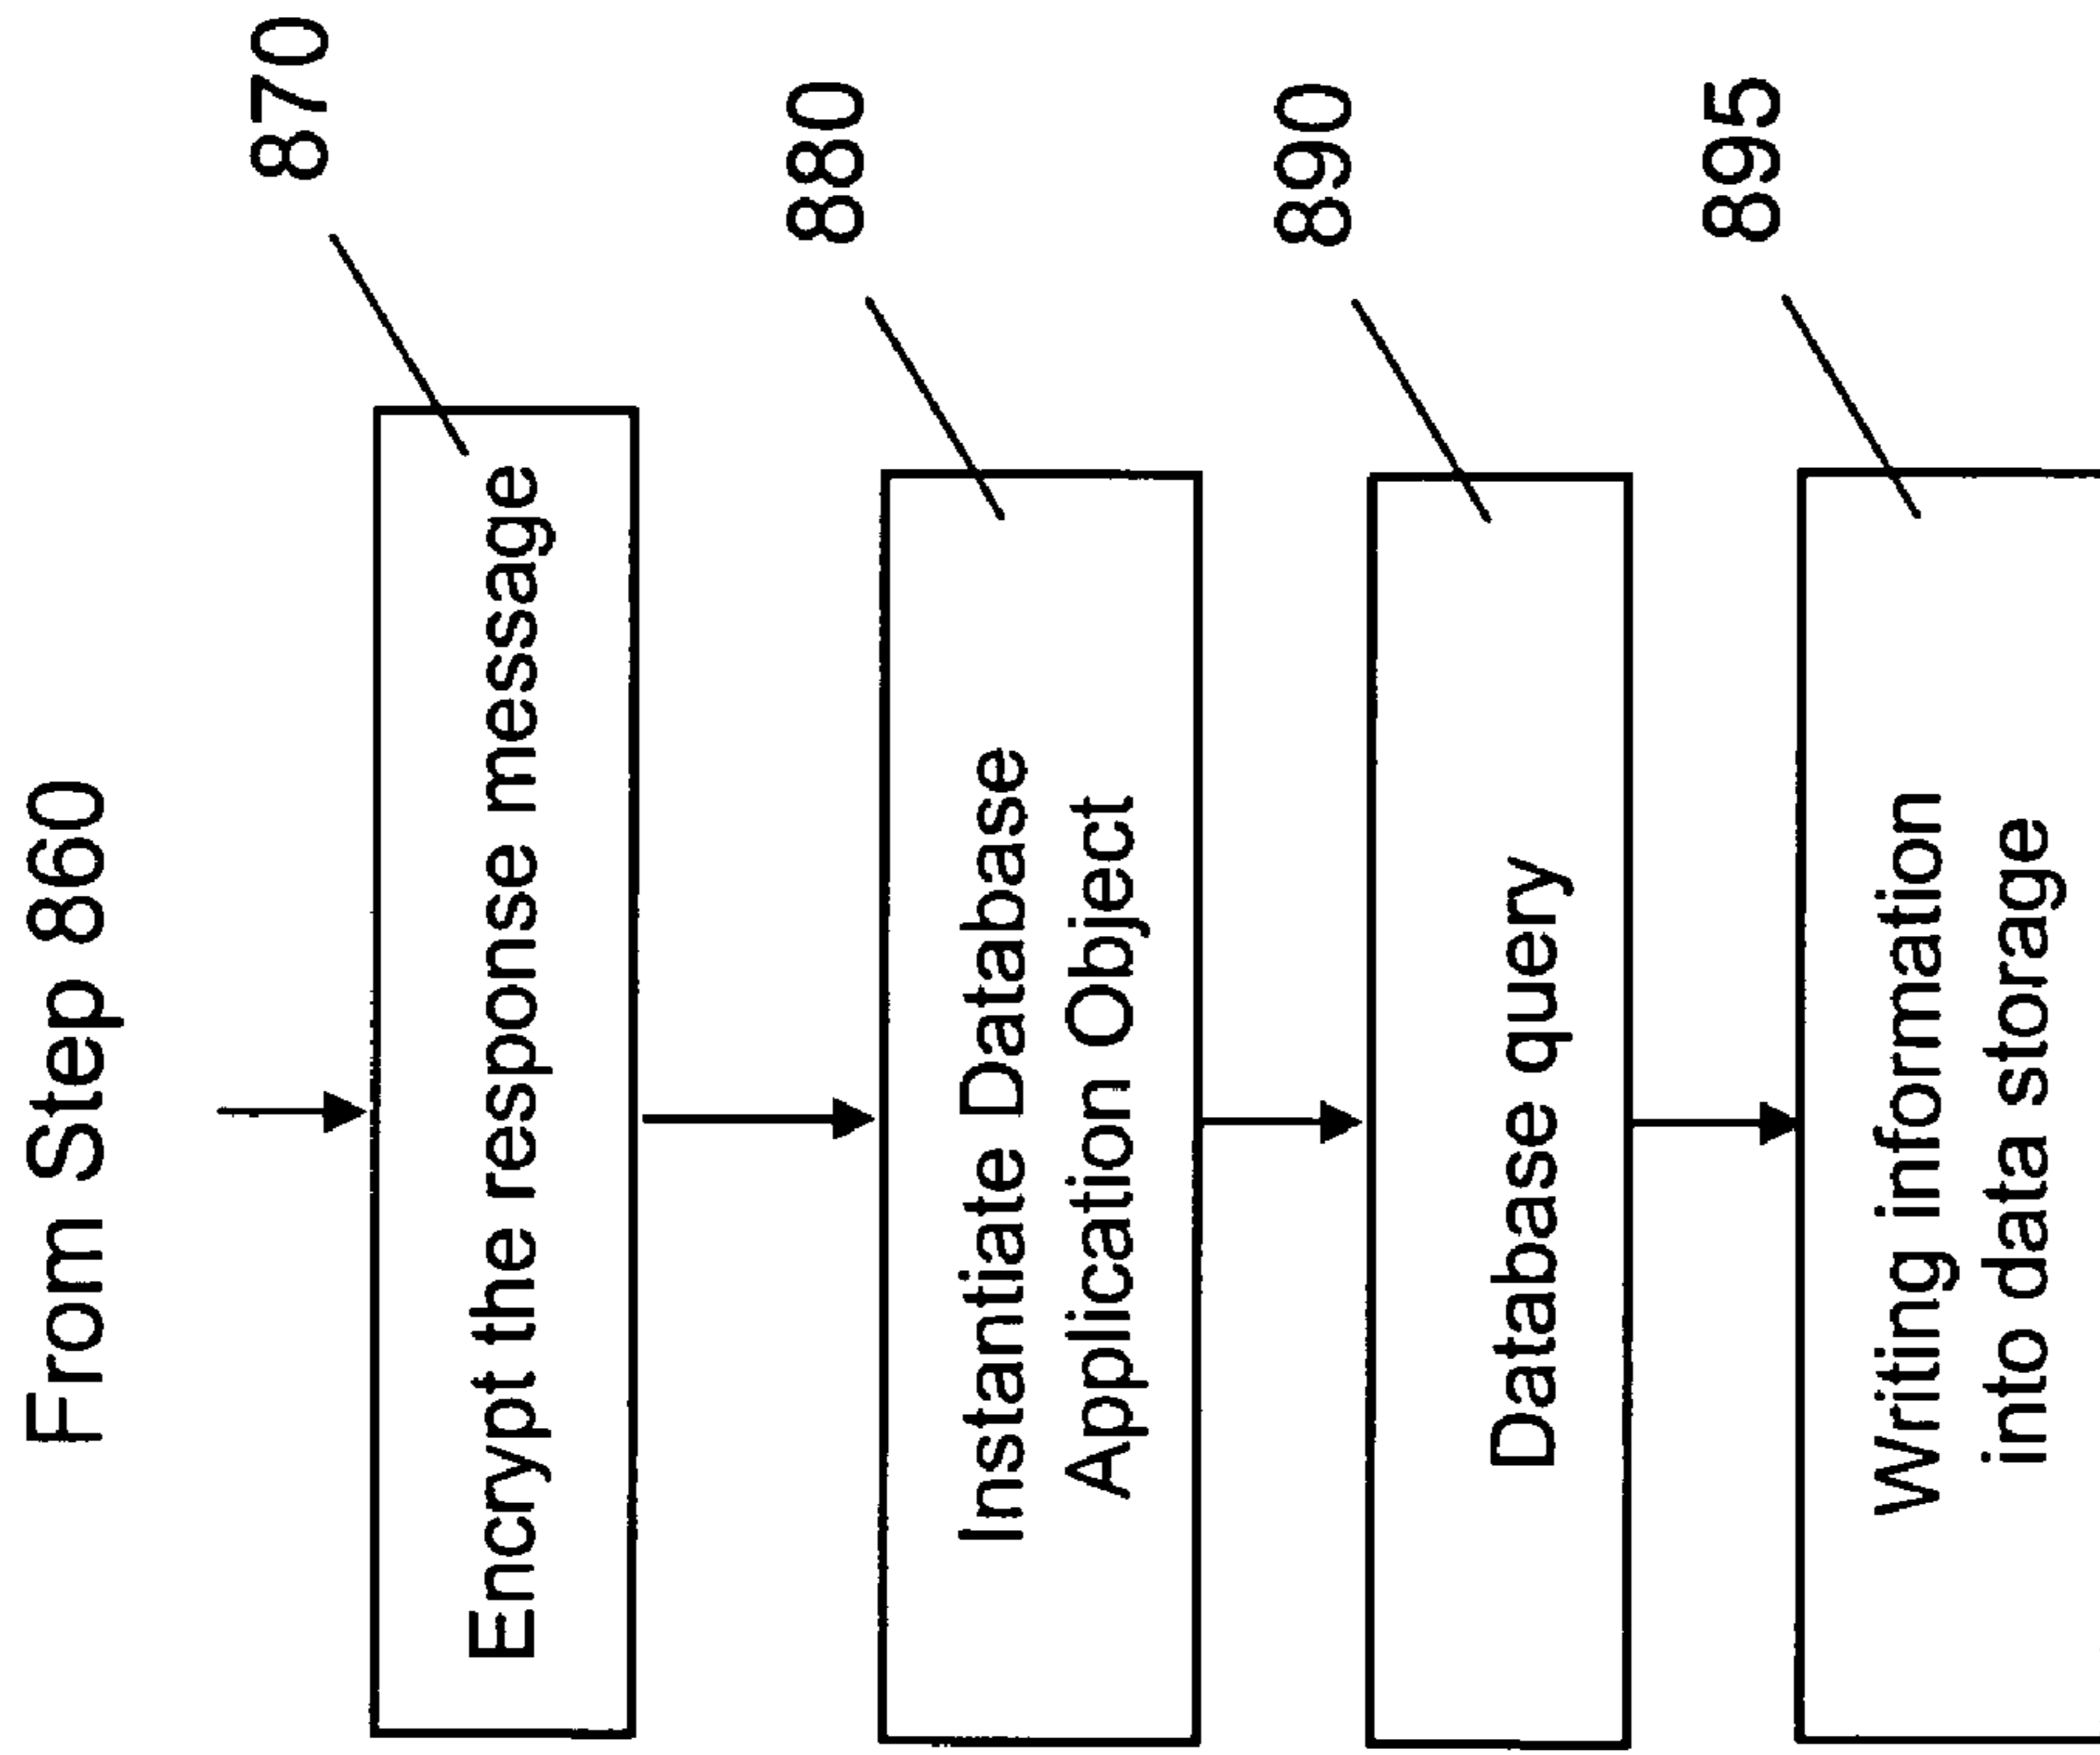 From Step 860
870
Encrypt the response message
880
Instantiate Database
Application Object
890
Database query
895
Writing information
into data storage